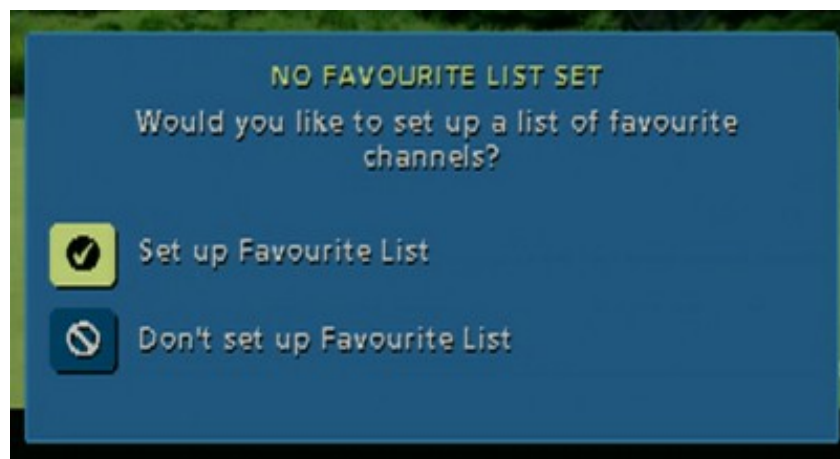 NO FAVOURITE LIST SET
Would you like to set up a list of favourite
channels?
Set up Favourite List
Don't set up Favourite List